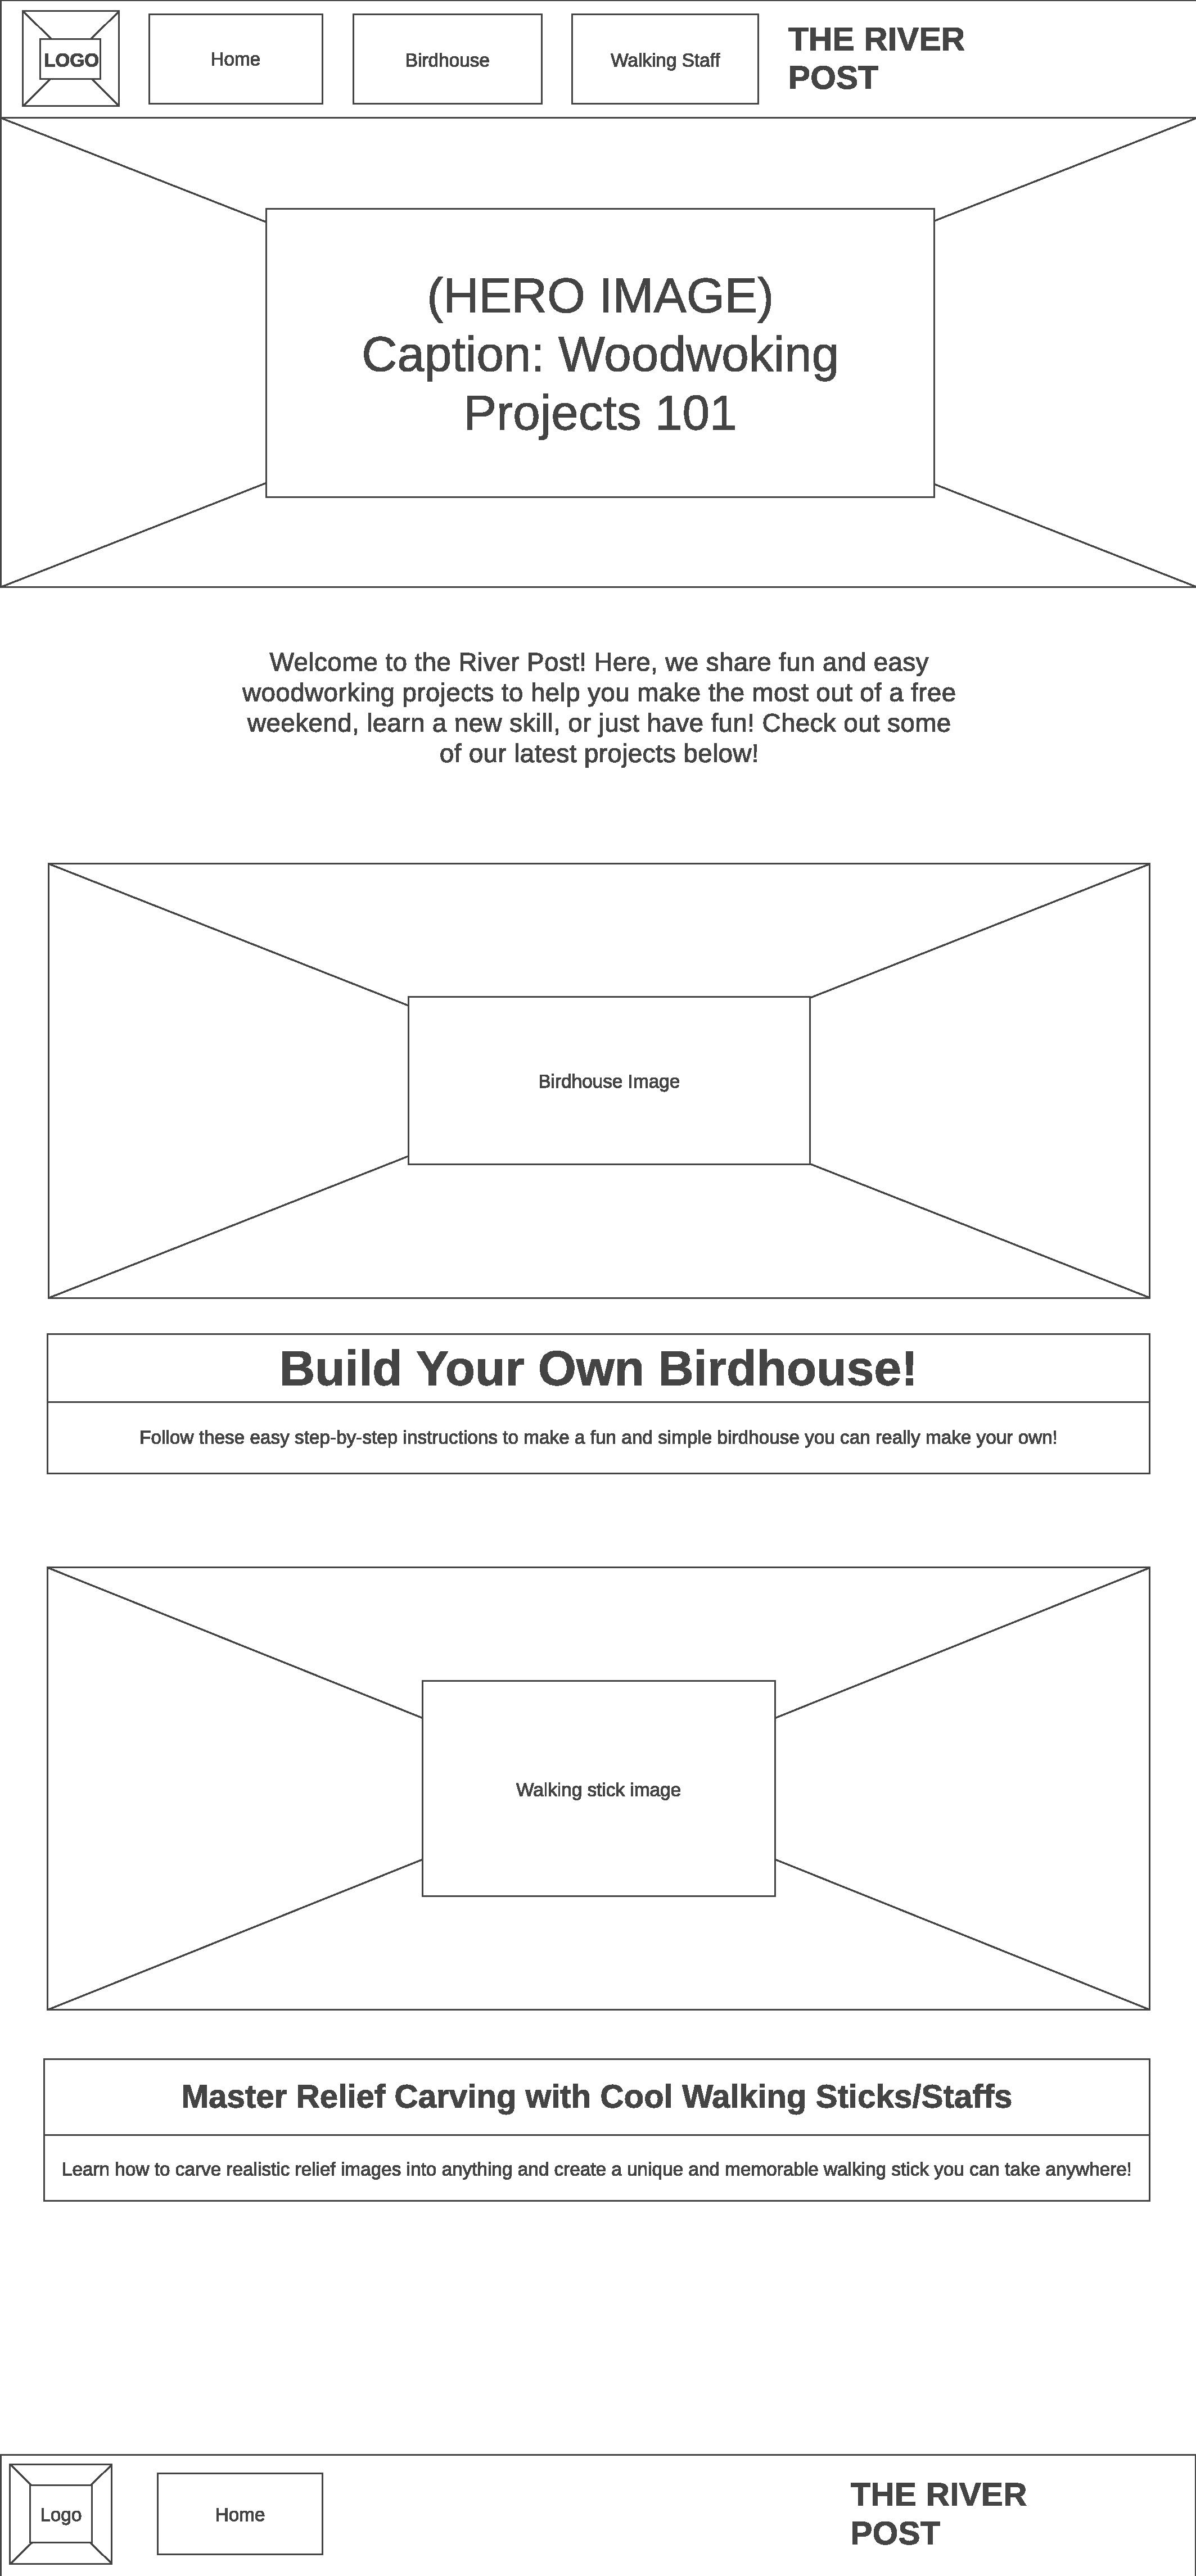 LOGO
Home
Birdhouse
Walking Staff
THE RIVER
POST
(HERO IMAGE)
Caption: Woodwoking
Projects 101
Welcome to the River Post! Here, we share fun and easy
woodworking projects to help you make the most out of a free
weekend, learn a new skill, or just have fun! Check out some
of our latest projects below!
Birdhouse Image
Build Your Own Birdhouse!
Follow these easy step-by-step instructions to make a fun and simple birdhouse you can really make your own!
Walking stick image
Master Relief Carving with Cool Walking Sticks/Staffs
Learn how to carve realistic relief images into anything and create a unique and memorable walking stick you can take anywhere!
Logo
Home
THE RIVER
POST